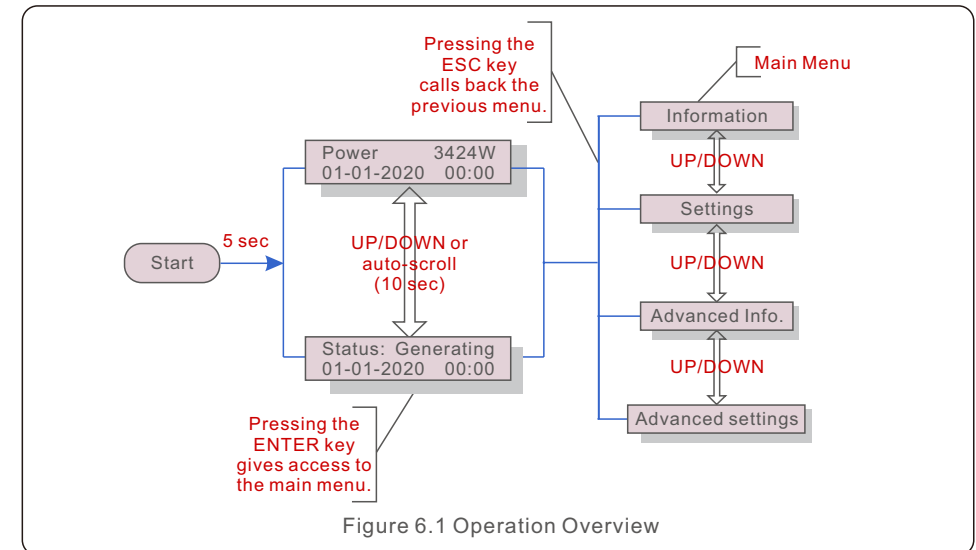 Pressing the
ESC key
calls back the
previous menu.
Main Menu
Information
UP/DOWN
Settings
UP/DOWN
Advanced Info.
UP/DOWN
Advanced settings
Power 3424W
01-01-2020 00:00
5 sec
Start
UP/DOWN or
auto-scroll
(10 sec)
Status: Generating
01-01-2020 00:00
Pressing the
ENTER key
gives access to
the main menu.
Figure 6.1 Operation Overview